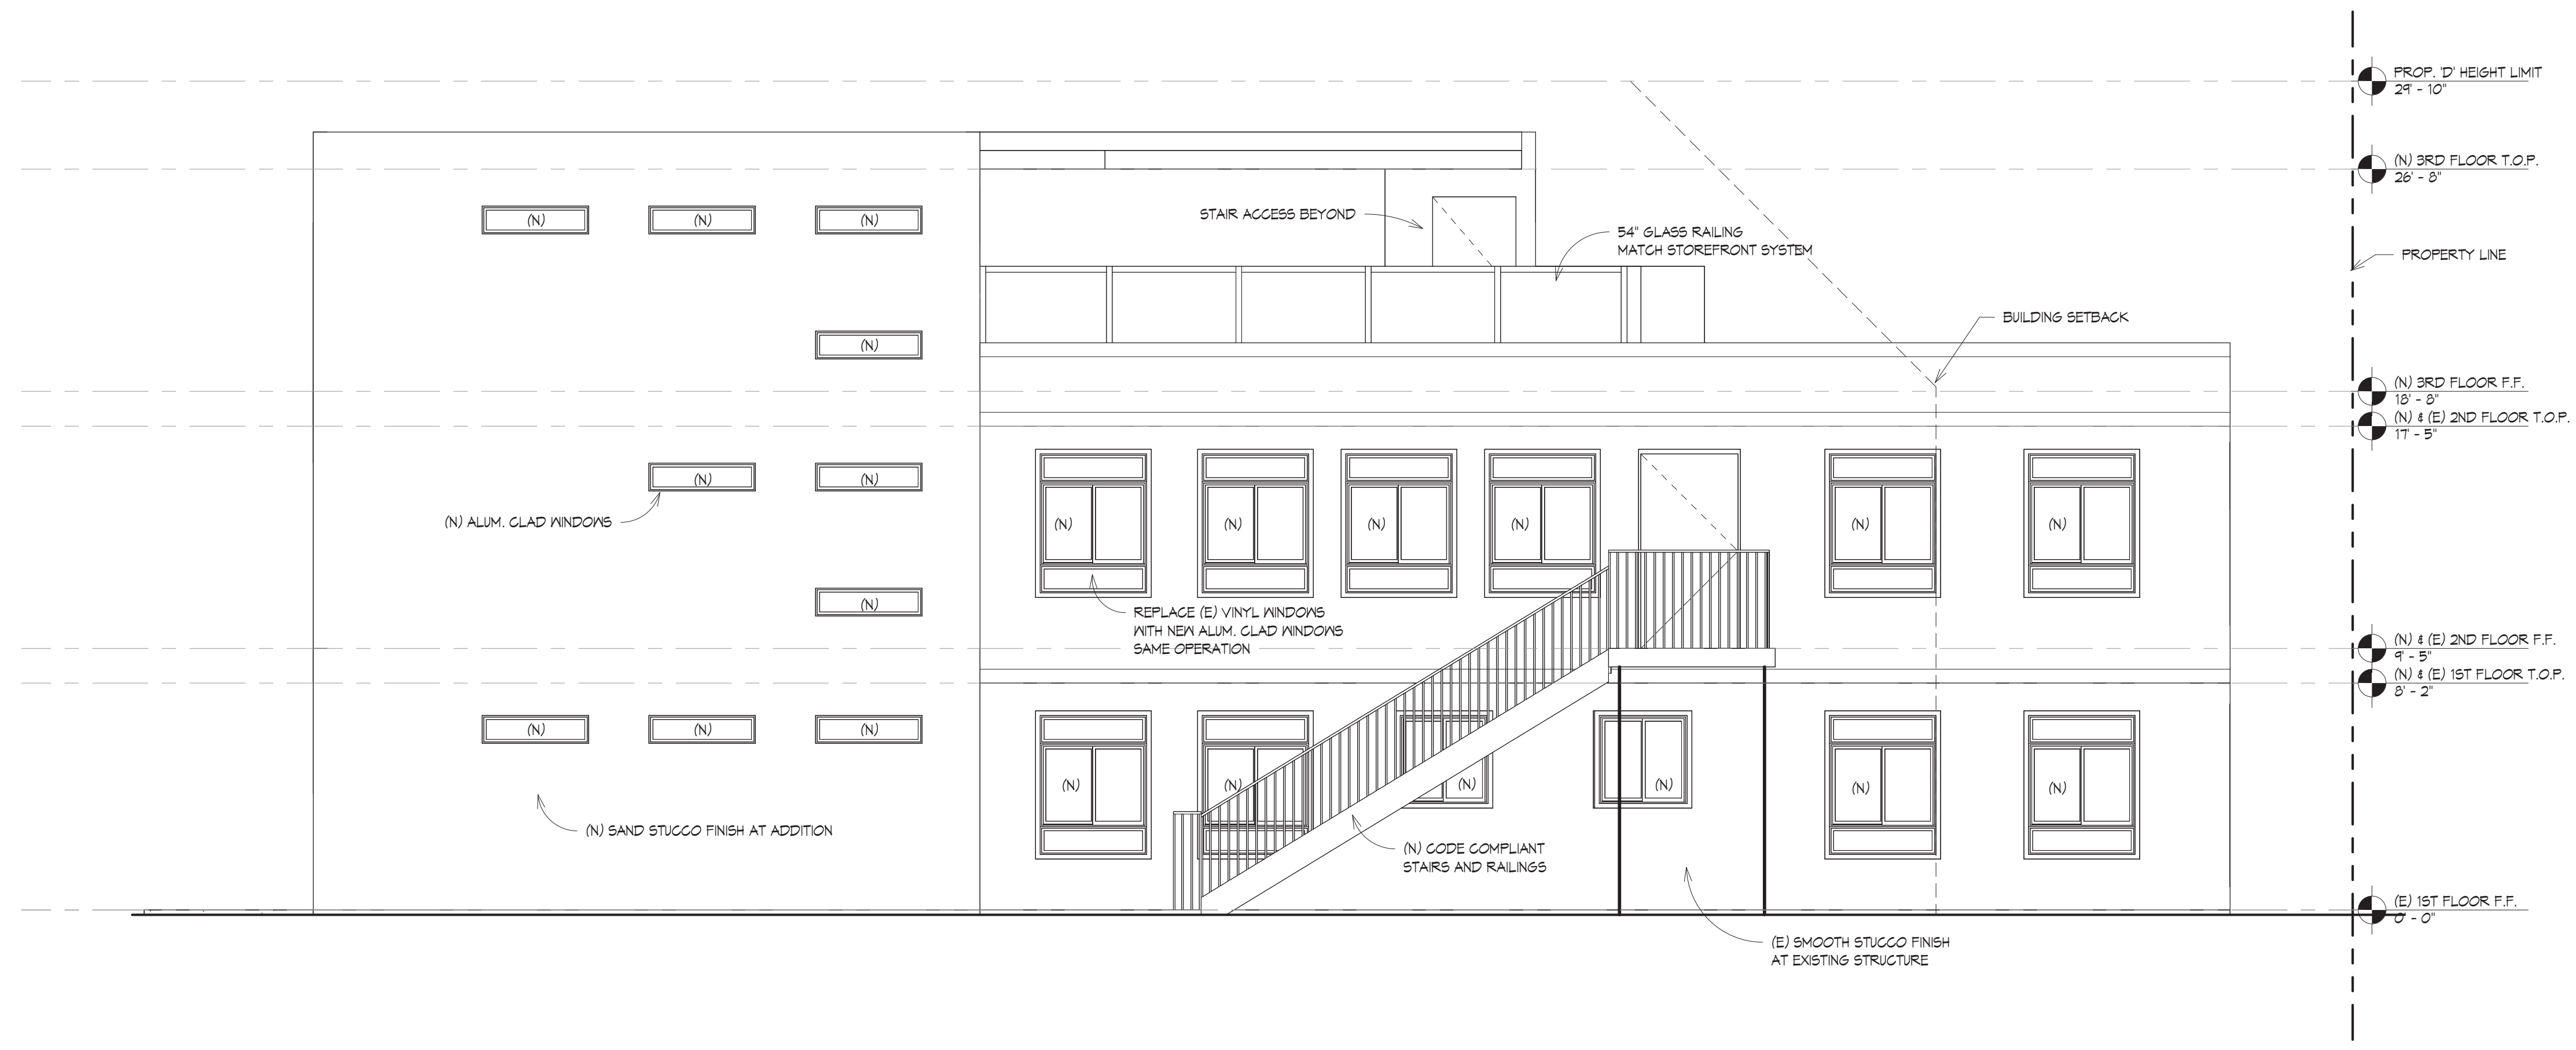 PROP. 'D' HEIGHT LIMIT
29' - 10"
(N) 3RD FLOOR T.O.P.
26' - 8"
(N) (N) (N)
STAIR ACCESS BEYOND
54" GLASS RAILING
MATCH STOREFRONT SYSTEM
PROPERTY LINE
BUILDING SETBACK
(N)
(N) 3RD FLOOR F.F.
18' - 8"
(N) & (E) 2ND FLOOR T.O.P.
17' - 5"
(N) (N)
(N) ALUM. CLAD WINDOWS
(N) (N) (N) (N) (N) (N)
(N)
REPLACE (E) VINYL WINDOWS
WITH NEW ALUM. CLAD WINDOWS
SAME OPERATION
(N) & (E) 2ND FLOOR F.F.
9' - 5"
(N) & (E) 1ST FLOOR T.O.P.
8' - 2"
(N) (N) (N)
(N) (N) (N) (N) (N) (N)
(N) SAND STUCCO FINISH AT ADDITION
(N) CODE COMPLIANT
STAIRS AND RAILINGS
(E) 1ST FLOOR F.F.
0' - 0"
(E) SMOOTH STUCCO FINISH
AT EXISTING STRUCTURE